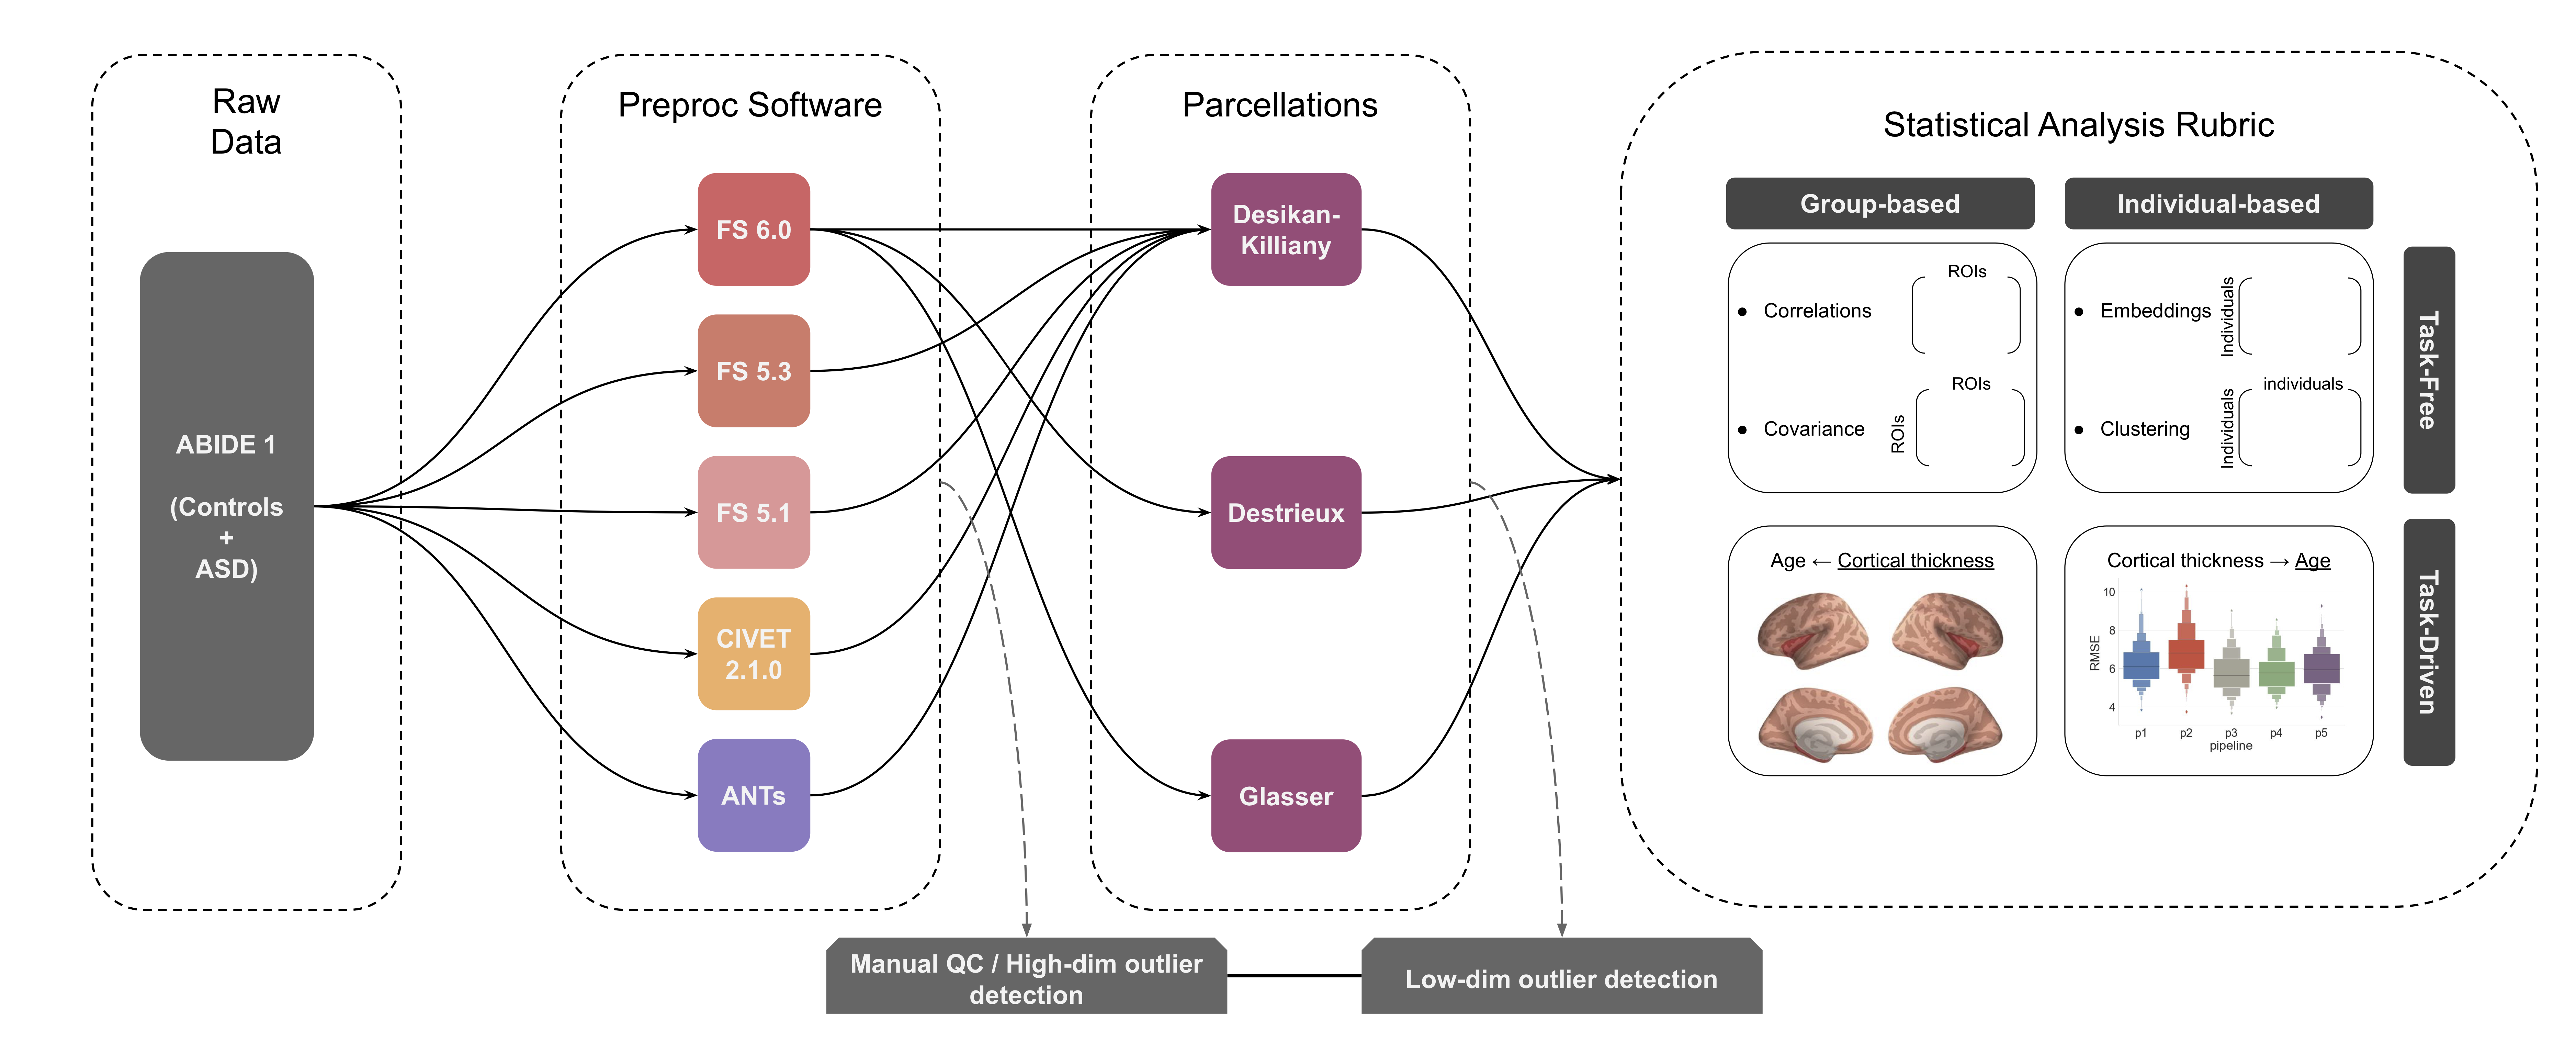 Raw
Data
ABIDE 1
(Controls
+
ASD)
Preproc Software
FS 6.0
FS 5.3
FS 5.1
CIVET
2.1.0
ANTs
Parcellations
Desikan-
Killiany
Destrieux
Glasser
Manual QC / High-dim outlier
detection
Low-dim outlier detection
Statistical Analysis Rubric
Group-based
Individual-based
Task-Free
Task-Driven
ROIs
Correlations
ROIs
Covariance
ROIs
Embeddings
Individuals
individuals
Clustering
Individuals
Age ← Cortical thickness
Cortical thickness → Age
10
8
6
4
RMSE
p1 p2 p3 p4 p5
pipeline